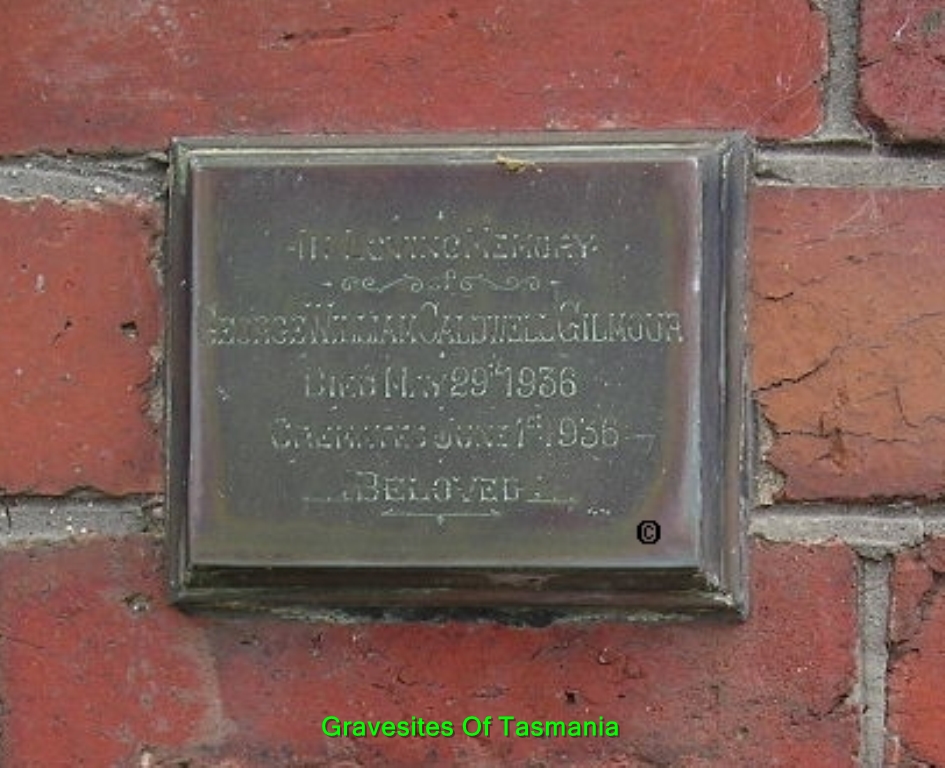 In Loving Memory
of
George William Caldwell Gilmour
Died May 29th 1936
Cremated June 1st 1936
Beloved
©
Gravesites Of Tasmania